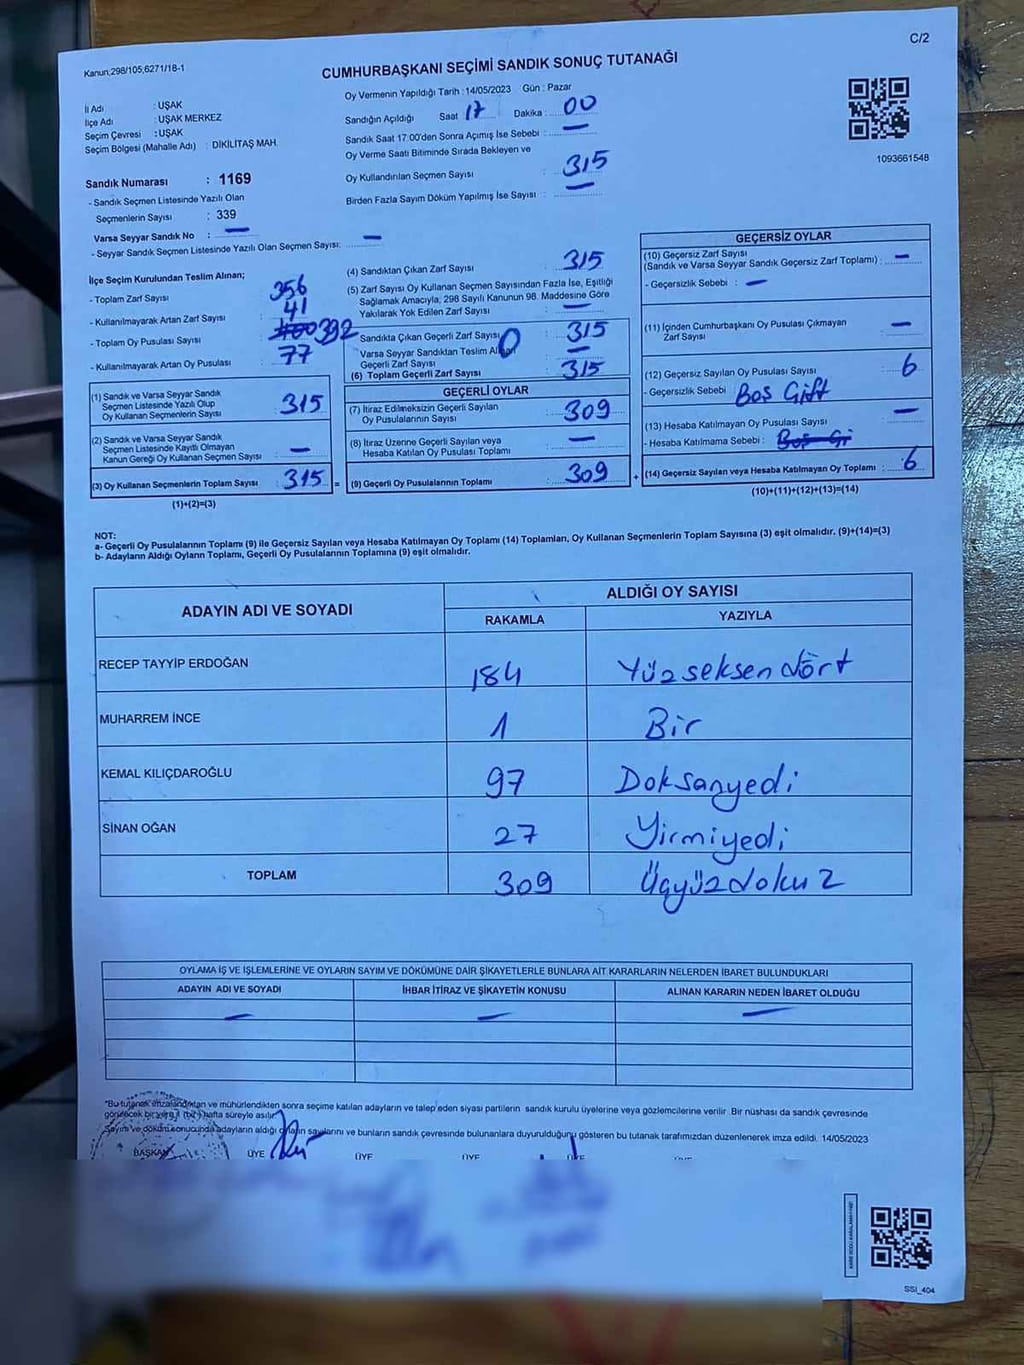 C/2
Kanun;298/105,6271/18-1
CUMHURBAŞKANI SEÇİMİ SANDIK SONUÇ TUTANAĞI
İl Adı : UŞAK
İlçe Adı : UŞAK MERKEZ
Seçim Çevresi : UŞAK
Seçim Bölgesi (Mahalle Adı) : DİKİLİTAŞ MAH.
Sandık Numarası : 1169
- Sandık Seçmen Listesinde Yazılı Olan
Seçmenlerin Sayısı : 339
Varsa Seyyar Sandık No : —
- Seyyar Sandık Seçmen Listesinde Yazılı Olan Seçmen Sayısı: —
Oy Vermenin Yapıldığı Tarih : 14/05/2023 Gün : Pazar
Sandığın Açıldığı Saat 17 Dakika : 00
Sandık Saat 17:00'den Sonra Açımış İse Sebebi : —
Oy Verme Saati Bitiminde Sırada Bekleyen ve
Oy Kullandırılan Seçmen Sayısı : 315
Birden Fazla Sayım Döküm Yapılmış İse Sayısı : —
1093661548
İlçe Seçim Kurulundan Teslim Alınan;
- Toplam Zarf Sayısı : 356
- Kullanılmayarak Artan Zarf Sayısı : 41
- Toplam Oy Pusulası Sayısı : 400 392
- Kullanılmayarak Artan Oy Pusulası : 77
(1) Sandık ve Varsa Seyyar Sandık
Seçmen Listesinde Yazılı Olup
Oy Kullanan Seçmenlerin Sayısı : 315
(2) Sandık ve Varsa Seyyar Sandık
Seçmen Listesinde Kayıtlı Olmayan
Kanun Gereği Oy Kullanan Seçmen Sayısı : —
(3) Oy Kullanan Seçmenlerin Toplam Sayısı : 315 =
(1)+(2)=(3)
(4) Sandıktan Çıkan Zarf Sayısı : 315
(5) Zarf Sayısı Oy Kullanan Seçmen Sayısından Fazla İse, Eşitliği
Sağlamak Amacıyla; 298 Sayılı Kanunun 98. Maddesine Göre
Yakılarak Yok Edilen Zarf Sayısı : —
Sandıkta Çıkan Geçerli Zarf Sayısı : 315
Varsa Seyyar Sandıktan Teslim Alınan 0
Geçerli Zarf Sayısı : —
(6) Toplam Geçerli Zarf Sayısı : 315
GEÇERLİ OYLAR
(7) İtiraz Edilmeksizin Geçerli Sayılan
Oy Pusulalarının Sayısı : 309
(8) İtiraz Üzerine Geçerli Sayılan veya
Hesaba Katılan Oy Pusulası Toplamı : —
(9) Geçerli Oy Pusulalarının Toplamı : 309 +
GEÇERSİZ OYLAR
(10) Geçersiz Zarf Sayısı
(Sandık ve Varsa Seyyar Sandık Geçersiz Zarf Toplamı) : —
- Geçersizlik Sebebi : —
(11) İçinden Cumhurbaşkanı Oy Pusulası Çıkmayan
Zarf Sayısı : —
(12) Geçersiz Sayılan Oy Pusulası Sayısı : 6
- Geçersizlik Sebebi Boş Gift
(13) Hesaba Katılmayan Oy Pusulası Sayısı : —
- Hesaba Katılmama Sebebi : Boş Gi
(14) Geçersiz Sayılan veya Hesaba Katılmayan Oy Toplamı : 6
(10)+(11)+(12)+(13)=(14)
NOT:
a- Geçerli Oy Pusulalarının Toplamı (9) ile Geçersiz Sayılan veya Hesaba Katılmayan Oy Toplamı (14) Toplamları, Oy Kullanan Seçmenlerin Toplam Sayısına (3) eşit olmalıdır. (9)+(14)=(3)
b- Adayların Aldığı Oyların Toplamı, Geçerli Oy Pusulalarının Toplamına (9) eşit olmalıdır.
ADAYIN ADI VE SOYADI ALDIĞI OY SAYISI
RAKAMLA YAZIYLA
RECEP TAYYİP ERDOĞAN 184 Yüzseksendört
MUHARREM İNCE 1 Bir
KEMAL KILIÇDAROĞLU 97 Doksanyedi
SİNAN OĞAN 27 Yirmiyedi
TOPLAM 309 Üçyüzdokuz
OYLAMA İŞ VE İŞLEMLERİNE VE OYLARIN SAYIM VE DÖKÜMÜNE DAİR ŞİKAYETLERLE BUNLARA AİT KARARLARIN NELERDEN İBARET BULUNDUKLARI
ADAYIN ADI VE SOYADI İHBAR İTİRAZ VE ŞİKAYETİN KONUSU ALINAN KARARIN NEDEN İBARET OLDUĞU
— — —
"Bu tutanak imzalandıktan ve mühürlendikten sonra seçime katılan adayların ve talep eden siyasi partilerin sandık kurulu üyelerine veya gözlemcilerine verilir. Bir nüshası da sandık çevresinde
görülecek bir yere 1 (bir) hafta süreyle asılır."
Sayım ve döküm sonucunda adayların aldığı oyların sayılarını ve bunların sandık çevresinde bulunanlara duyurulduğunu gösteren bu tutanak tarafımızdan düzenlenerek imza edildi. 14/05/2023
BAŞKAN ÜYE ÜYE ÜYE ÜYE
SSI_404